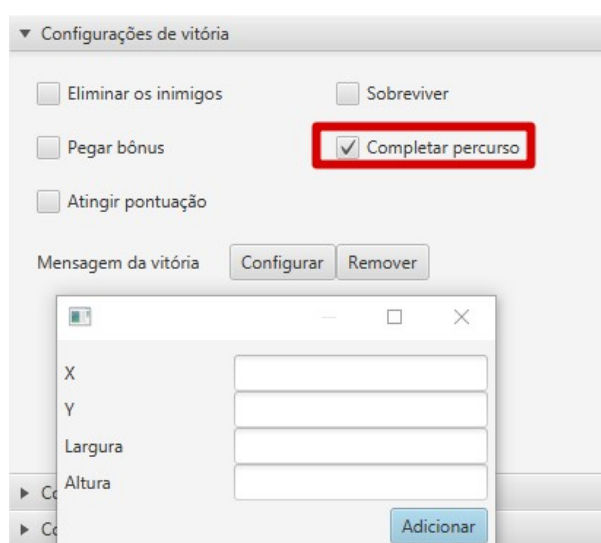 Configurações de vitória
Eliminar os inimigos
Sobreviver
Pegar bônus
Completar percurso
Atingir pontuação
Mensagem da vitória
Configurar
Remover
X
Y
Largura
Altura
Adicionar